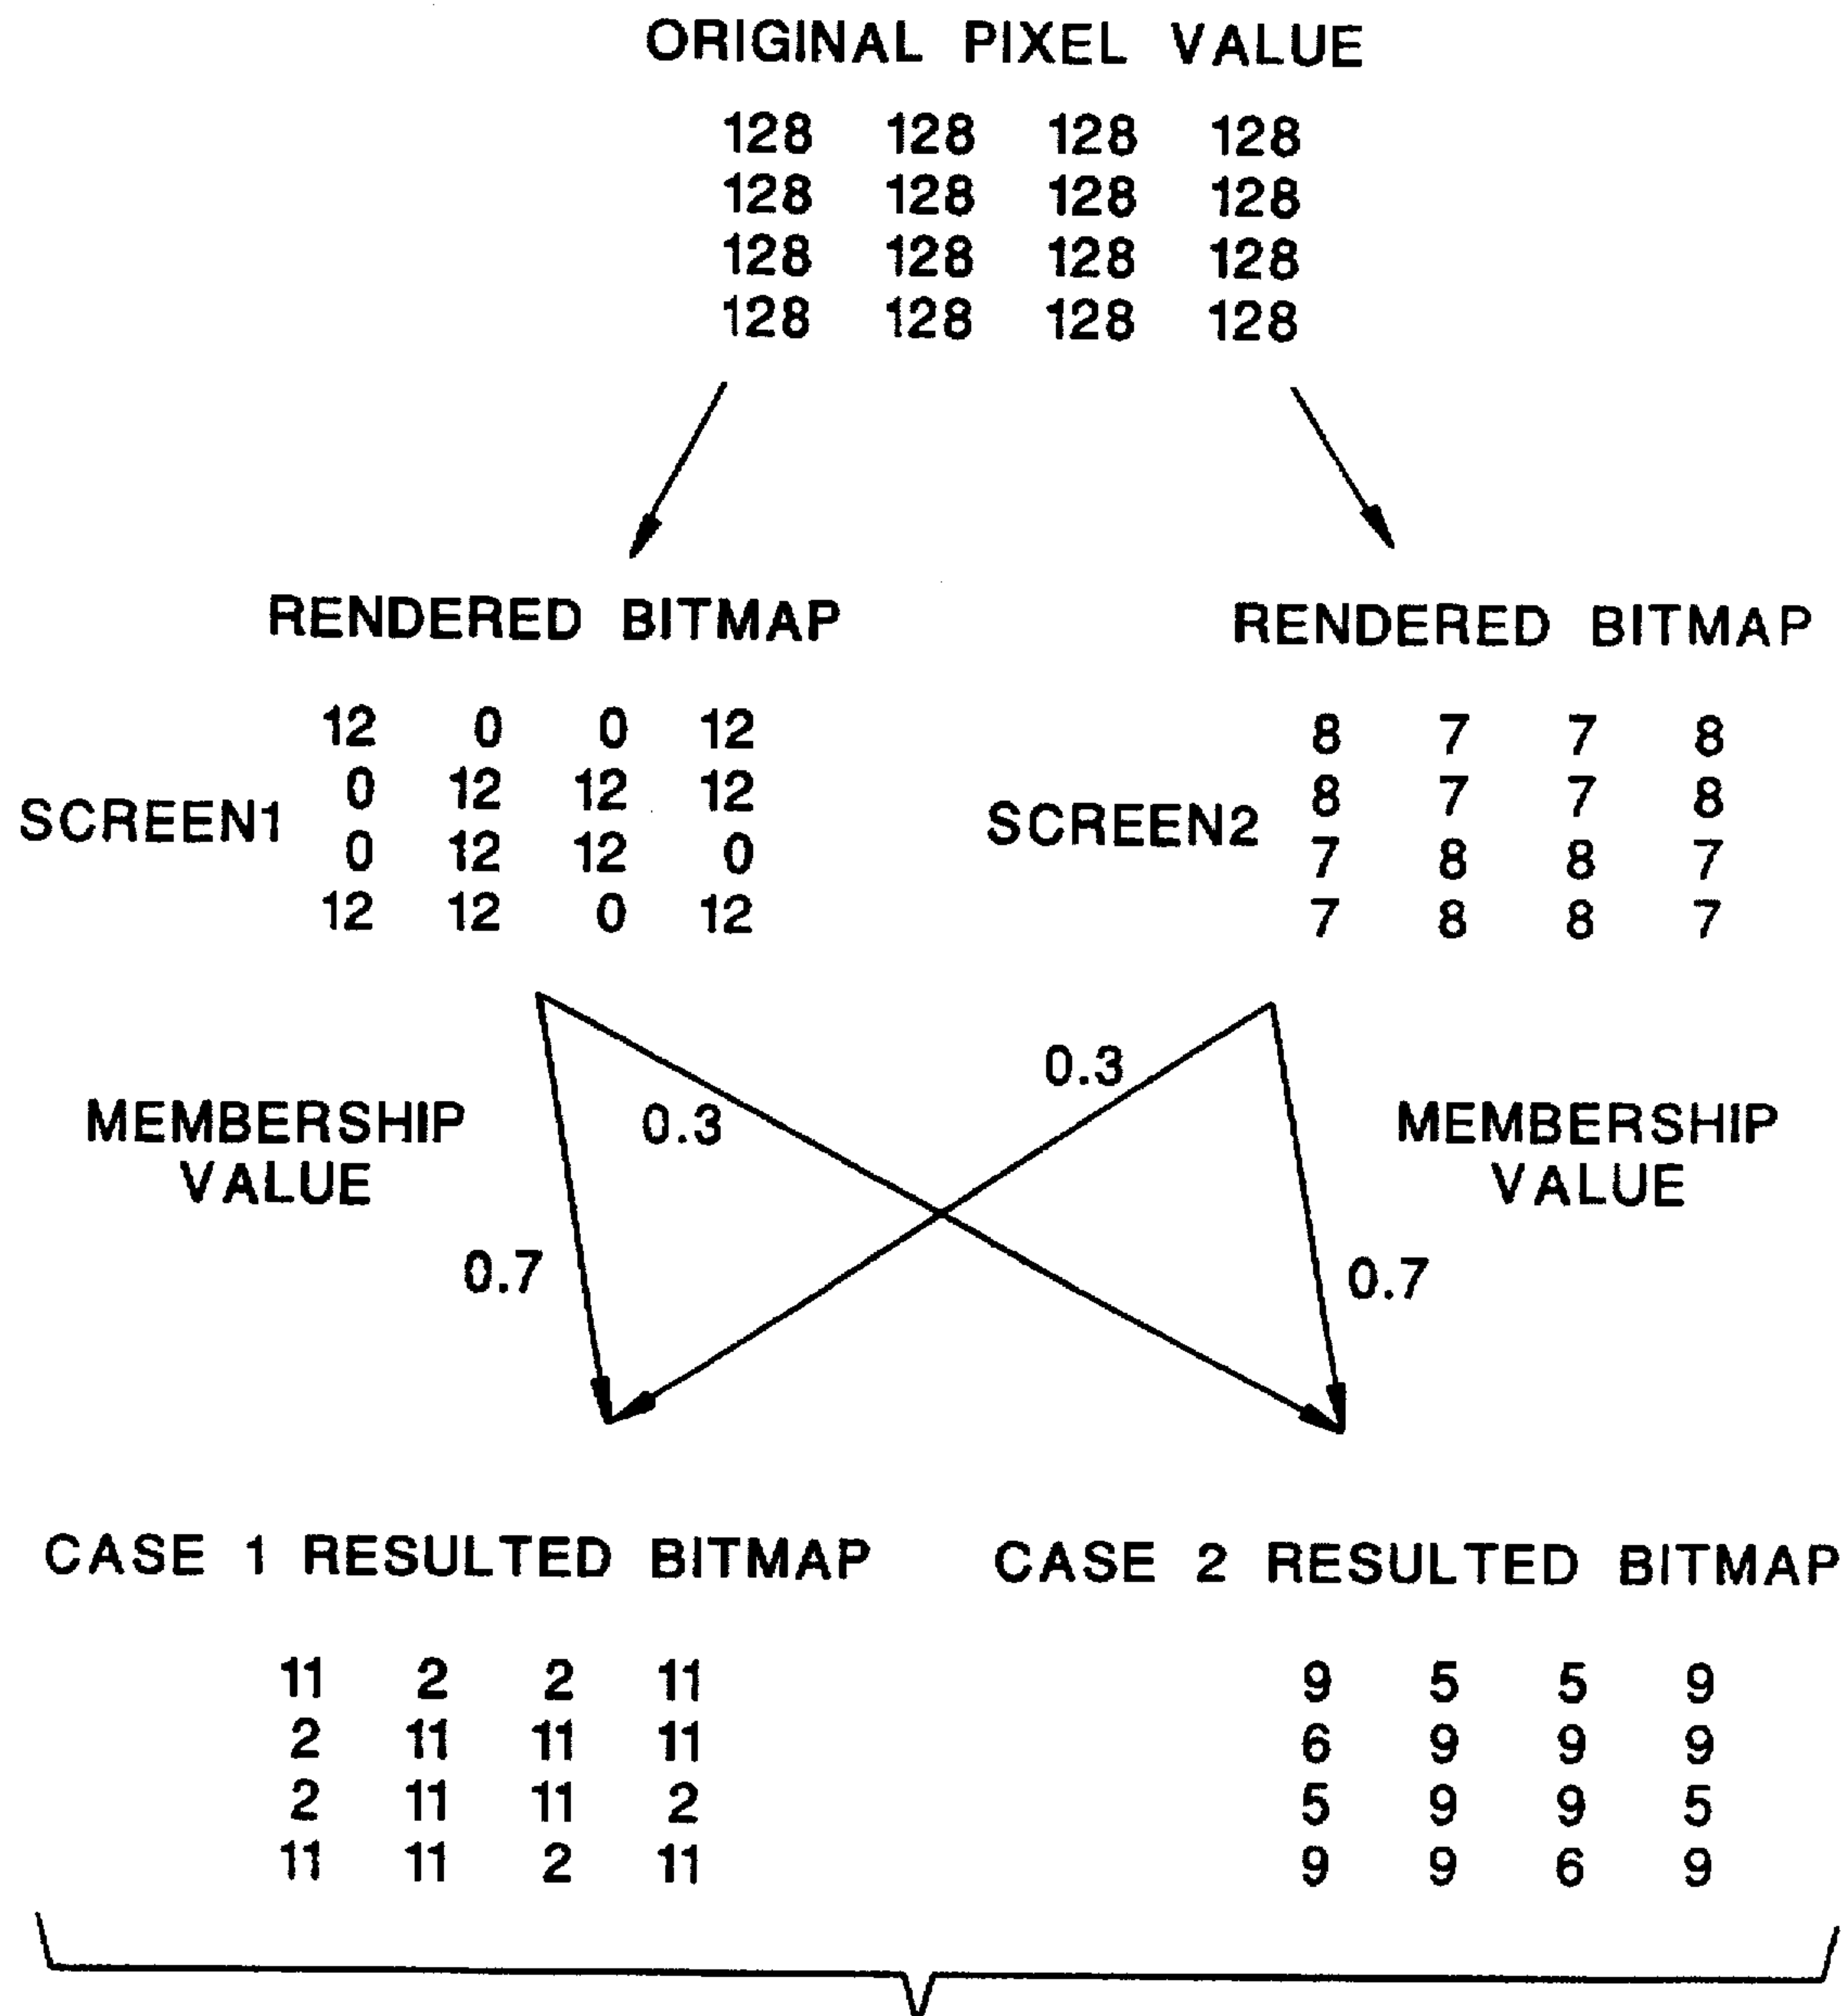 ORIGINAL PIXEL VALUE
128 128 128 128
128 128 128 128
128 128 128 128
128 128 128 128
RENDERED BITMAP
RENDERED BITMAP
SCREEN1
12 0 0 12
0 12 12 12
0 12 12 0
12 12 0 12
SCREEN2
8 7 7 8
8 7 7 8
7 8 8 7
7 8 8 7
MEMBERSHIP
VALUE
0.3
0.7
0.3
0.7
MEMBERSHIP
VALUE
CASE 1 RESULTED BITMAP
11 2 2 11
2 11 11 11
2 11 11 2
11 11 2 11
CASE 2 RESULTED BITMAP
9 5 5 9
6 9 9 9
5 9 9 5
9 9 6 9